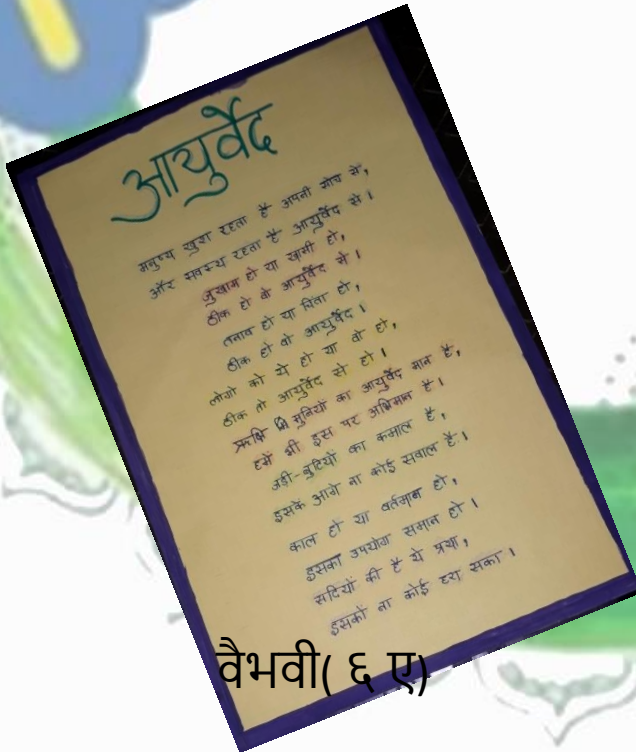 आयुर्वेद
मनुष्य खुश रहता है अपनी सोच से,
और स्वस्थ रहता है आयुर्वेद से।
जुखाम हो या खासी हो,
ठीक हो वो आयुर्वेद से।
तनाव हो या चिंता हो,
ठीक हो वो आयुर्वेद।
लोगो को ये हो या वो हो,
ठीक तो आयुर्वेद से हो।
ऋषि मुनियों का आयुर्वेद मान है,
हमें भी इस पर अभिमान है।
जड़ी-बुटियों का कमाल है,
इसके आगे ना कोई सवाल है।
काल हो या वर्तमान हो,
इसका उपयोग समान हो।
सदियों की है ये प्रथा,
इसकों ना कोई हरा सका।
वैभवी( ६ ए)